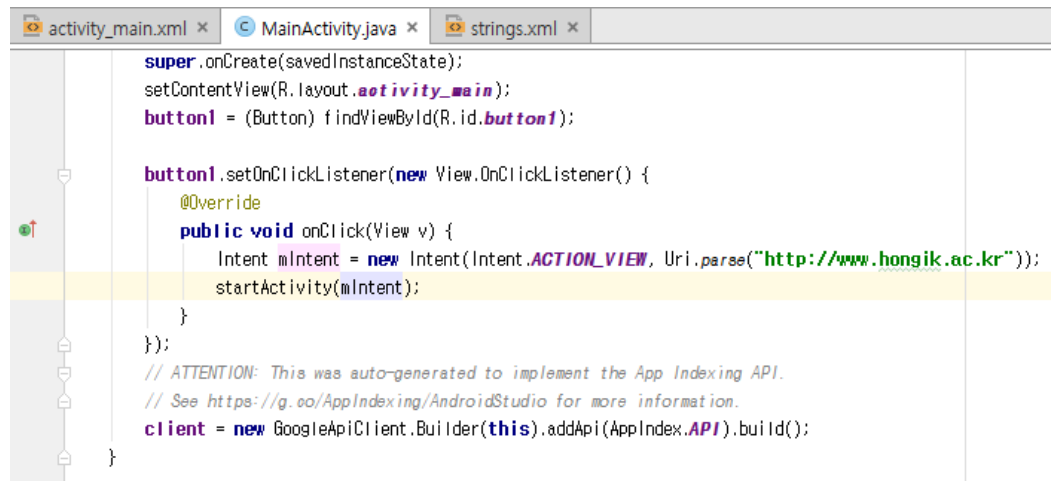 activity_main.xml × MainActivity.java × strings.xml ×
super.onCreate(savedInstanceState);
setContentView(R.layout.activity_main);
button1 = (Button) findViewById(R.id.button1);
button1.setOnClickListener(new View.OnClickListener() {
@Override
public void onClick(View v) {
Intent mIntent = new Intent(Intent.ACTION_VIEW, Uri.parse("http://www.hongik.ac.kr"));
startActivity(mIntent);
}
});
// ATTENTION: This was auto-generated to implement the App Indexing API.
// See https://g.co/AppIndexing/AndroidStudio for more information.
client = new GoogleApiClient.Builder(this).addApi(AppIndex.API).build();
}